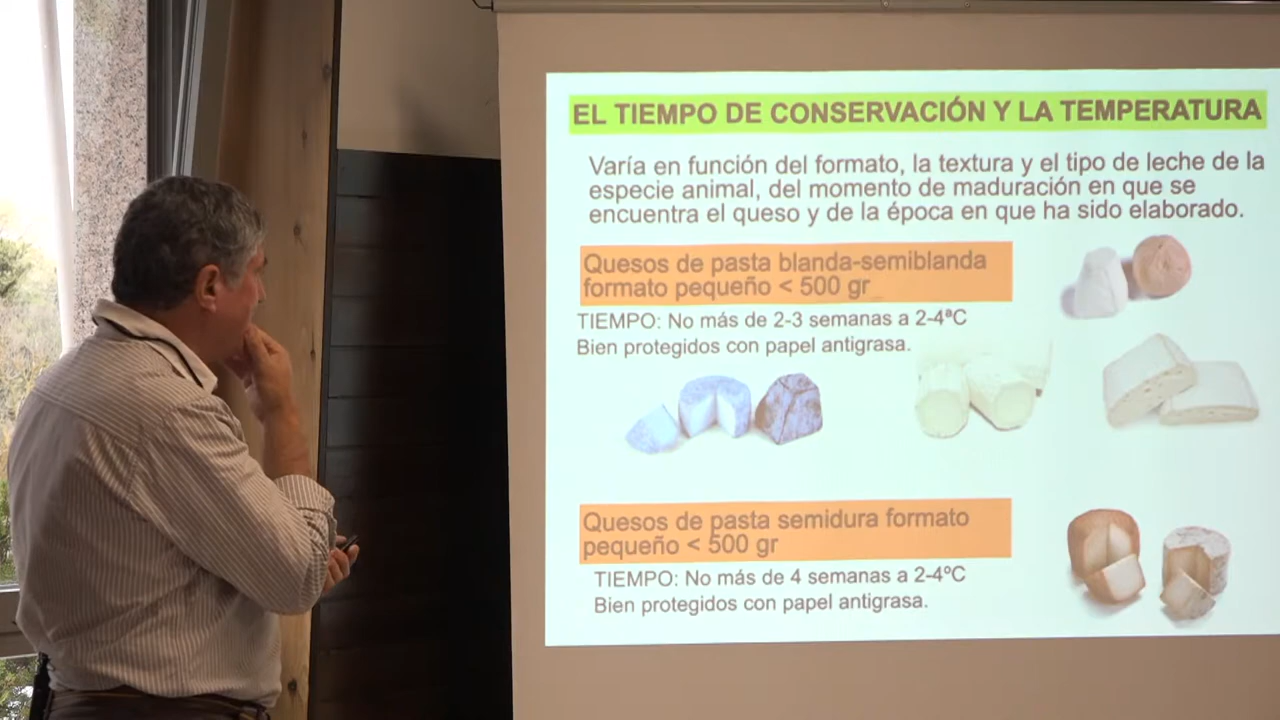 EL TIEMPO DE CONSERVACIÓN Y LA TEMPERATURA
Varía en función del formato, la textura y el tipo de leche de la
especie animal, del momento de maduración en que se
encuentra el queso y de la época en que ha sido elaborado.
Quesos de pasta blanda-semiblanda
formato pequeño < 500 gr
TIEMPO: No más de 2-3 semanas a 2-4ªC
Bien protegidos con papel antigrasa.
Quesos de pasta semidura formato
pequeño < 500 gr
TIEMPO: No más de 4 semanas a 2-4ºC
Bien protegidos con papel antigrasa.